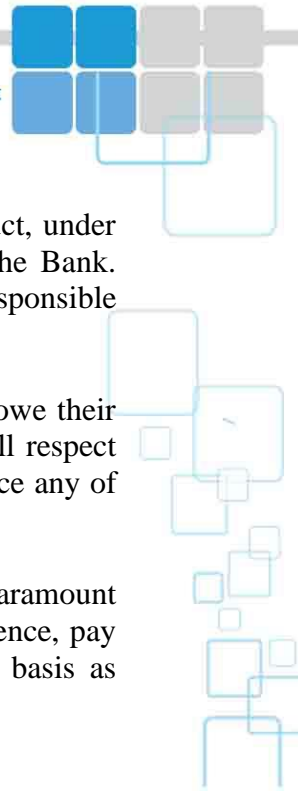 ct, under
he Bank.
sponsible
owe their
ll respect
ce any of
aramount
ence, pay
basis as